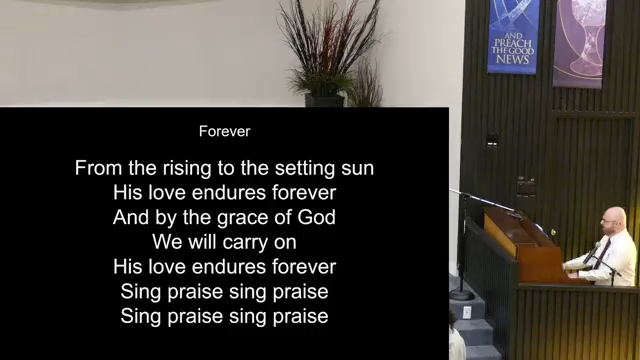 AND
PREACH
THE GOOD
NEWS
Forever
From the rising to the setting sun
His love endures forever
And by the grace of God
We will carry on
His love endures forever
Sing praise sing praise
Sing praise sing praise